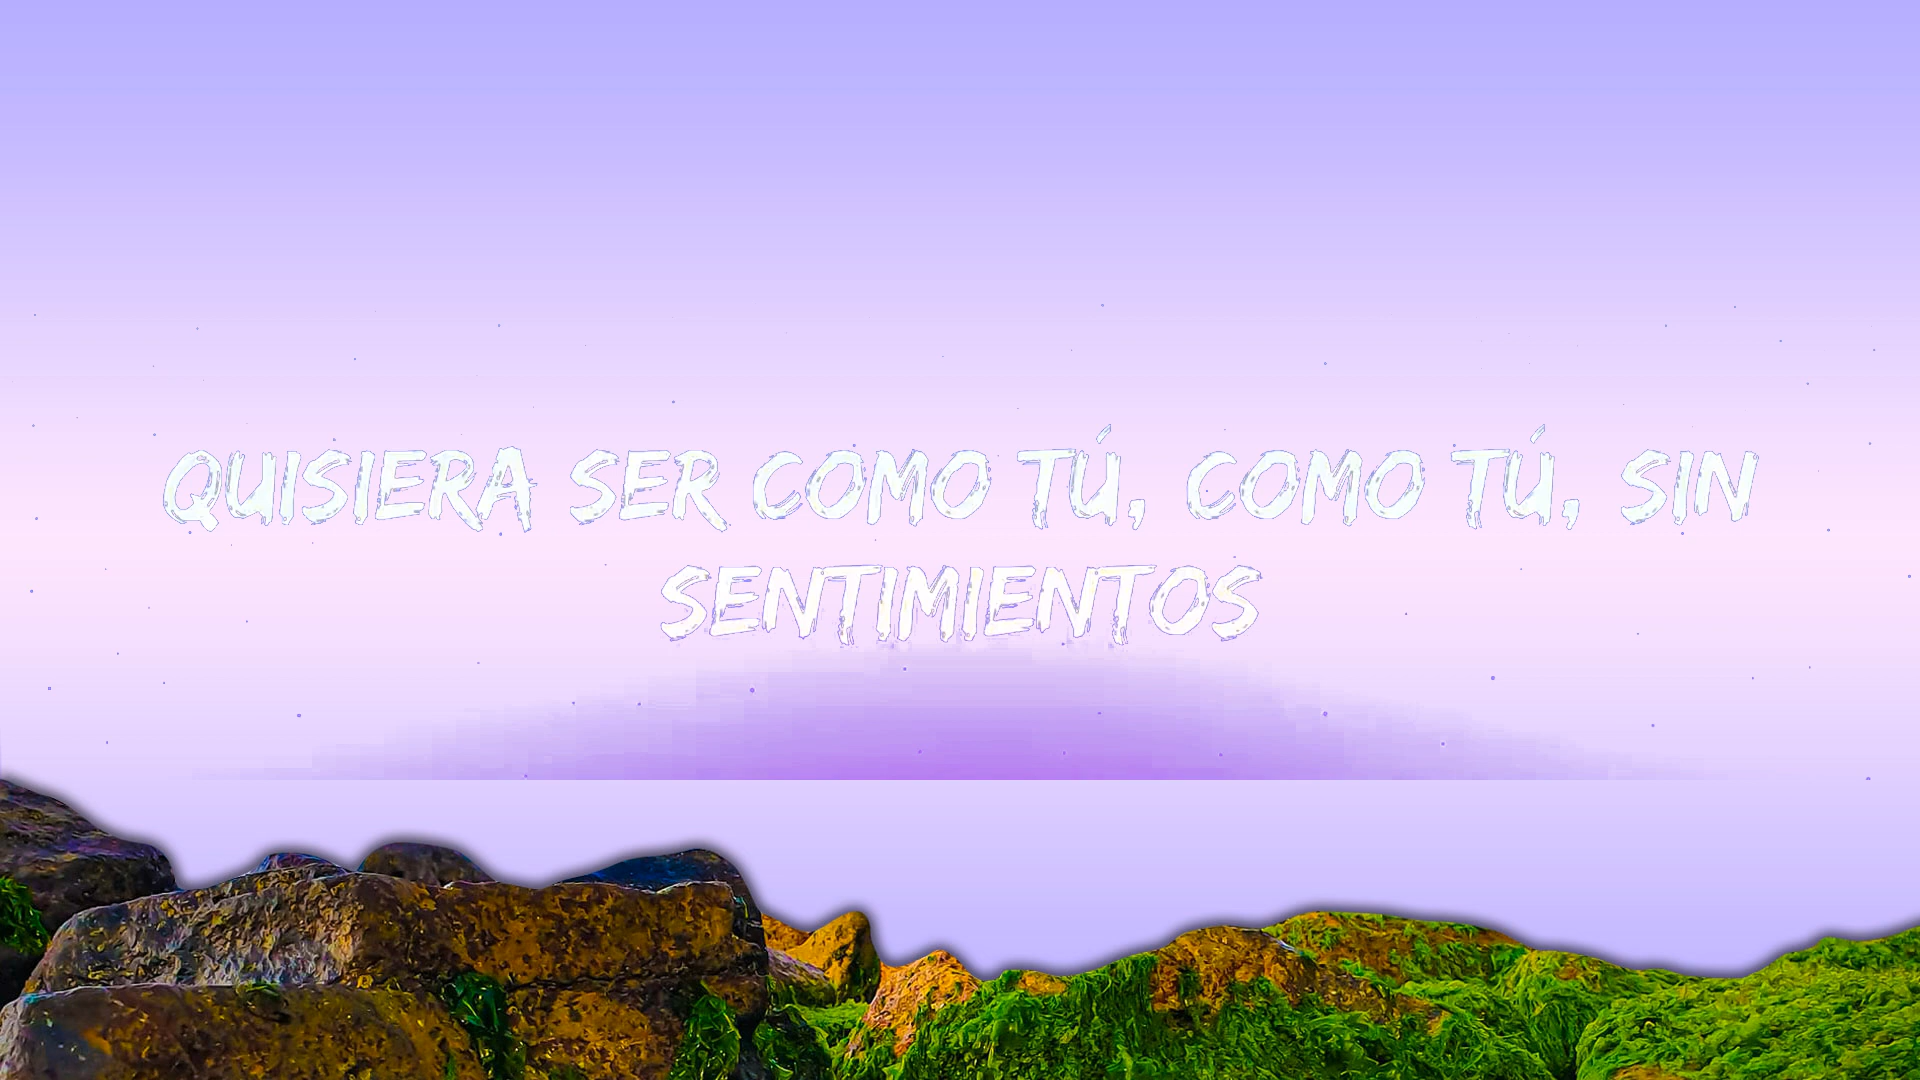 QUISIERA SER COMO TÚ, COMO TÚ, SIN
SENTIMIENTOS